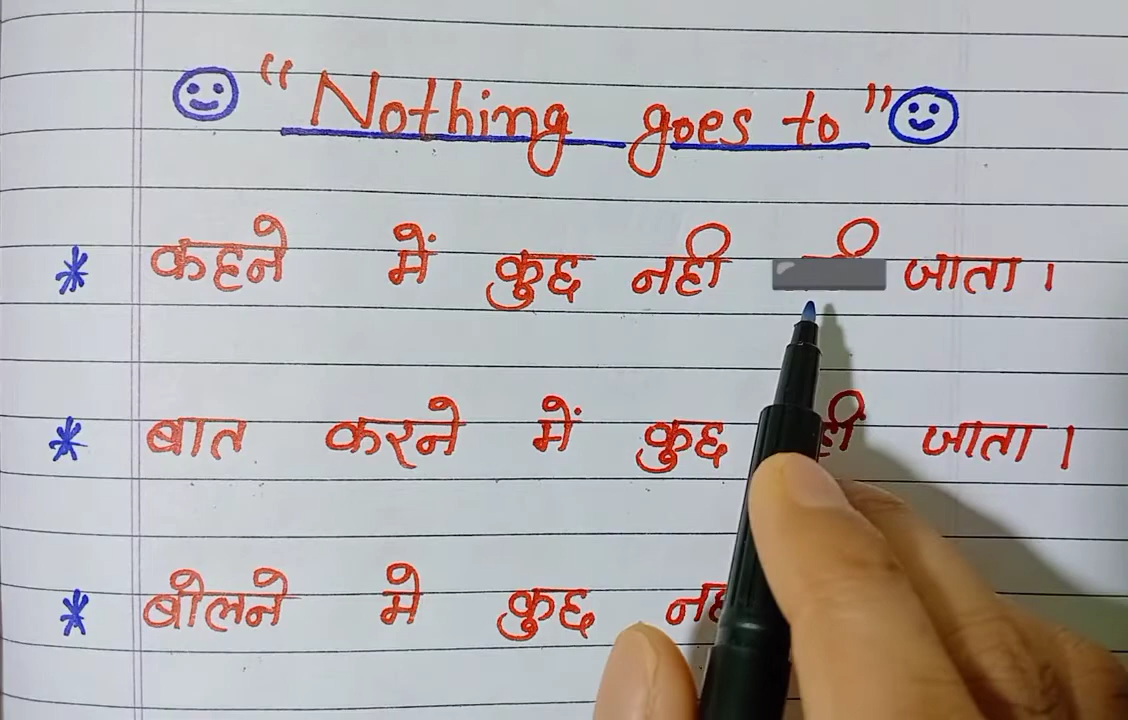 "Nothing goes to"
* कहने में कुछ नही जाता ।
* बात करने में कुछ जाता ।
* बोलने मे कुछ